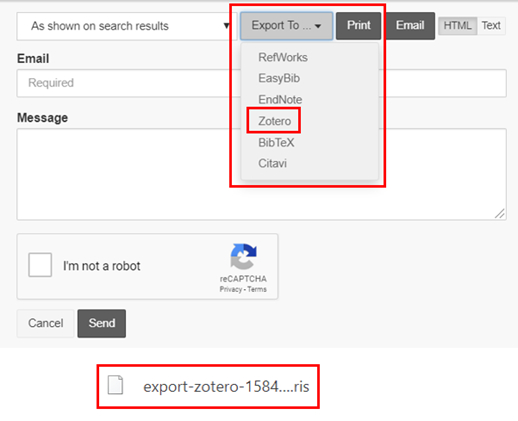 As shown on search results Export To ... Print Email HTML Text
RefWorks
EasyBib
EndNote
Zotero
BibTeX
Citavi
Email
Required
Message
I'm not a robot
reCAPTCHA
Privacy - Terms
Cancel Send
export-zotero-1584....ris